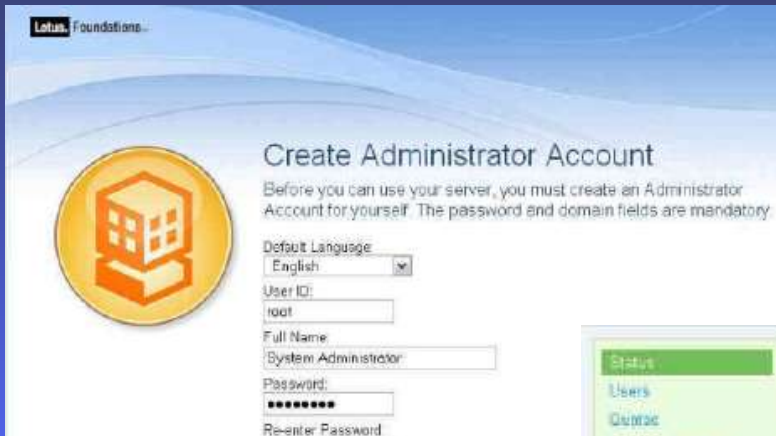 Lotus. Foundations
Create Administrator Account
Before you can use your server, you must create an Administrator
Account for yourself. The password and domain fields are mandatory
Default Language:
English
User ID:
root
Full Name:
System Administrator
Password:
••••••••
Re-enter Password
Status
Users
Quotas